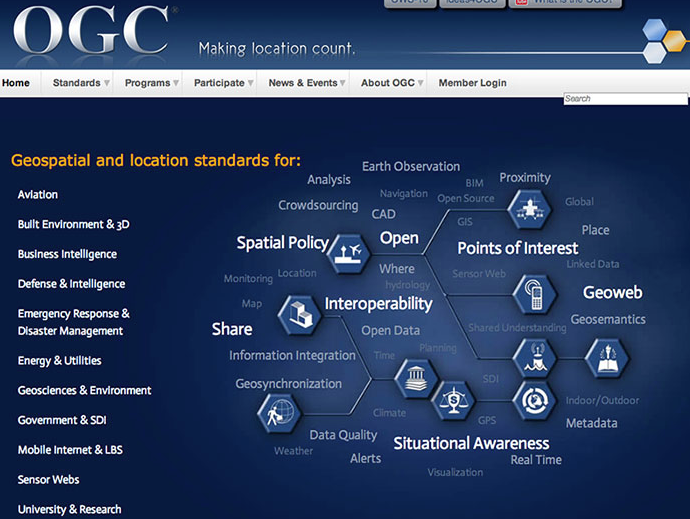 OWS-10
Ideas4OGC
What is the OGC?
OGC®
Making location count.
Home
Standards
Programs
Participate
News & Events
About OGC
Member Login
Search
Geospatial and location standards for:
Aviation
Built Environment & 3D
Business Intelligence
Defense & Intelligence
Emergency Response &
Disaster Management
Energy & Utilities
Geosciences & Environment
Government & SDI
Mobile Internet & LBS
Sensor Webs
University & Research
Earth Observation
Analysis
Proximity
BIM
Navigation
Open Source
Global
Crowdsourcing
CAD
GIS
Place
Spatial Policy
Open
Points of Interest
Linked Data
Where
Location
Monitoring
Sensor Web
hydrology
Geoweb
Map
Interoperability
Geosemantics
Share
Open Data
Shared Understanding
Information Integration
Time
Planning
Geosynchronization
SDI
Indoor/Outdoor
Climate
GPS
Metadata
Data Quality
Situational Awareness
Weather
Alerts
Real Time
Visualization